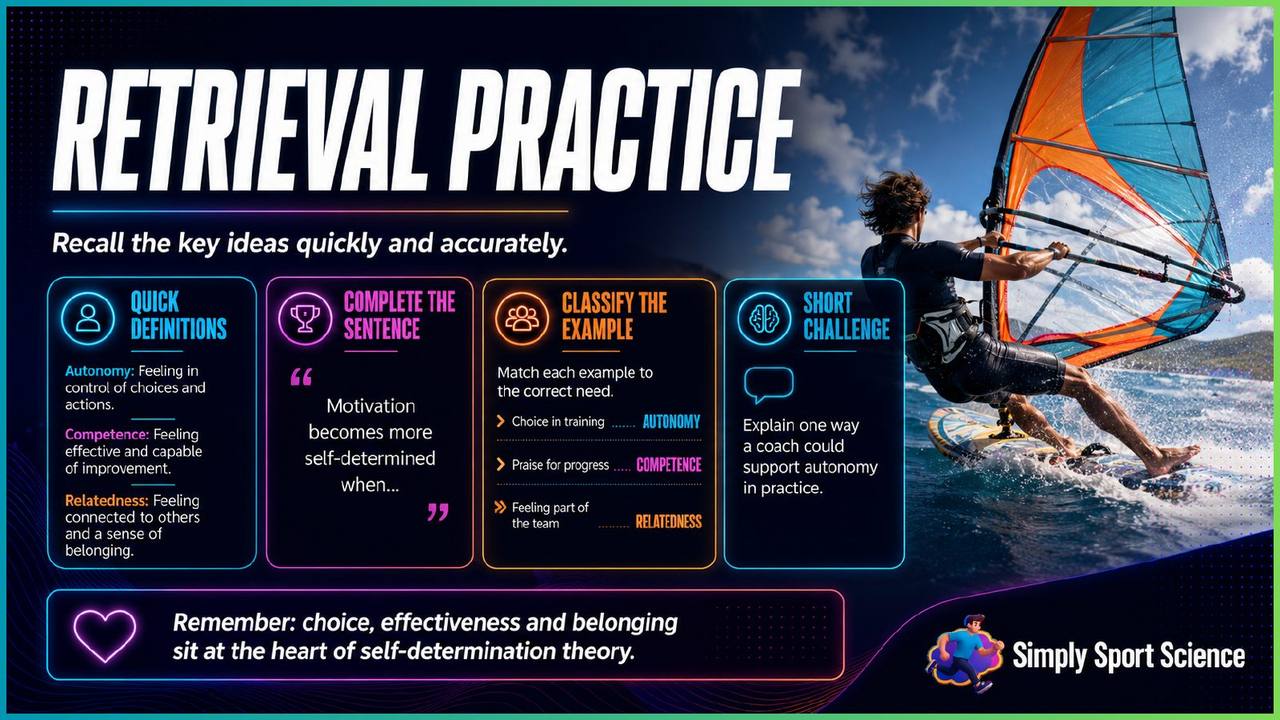 RETRIEVAL PRACTICE
Recall the key ideas quickly and accurately.
QUICK
DEFINITIONS
Autonomy: Feeling in
control of choices and
actions.
Competence: Feeling
effective and capable
of improvement.
Relatedness: Feeling
connected to others
and a sense of
belonging.
COMPLETE THE
SENTENCE
“
Motivation
becomes more
self-determined
when...
”
CLASSIFY THE
EXAMPLE
Match each example to
the correct need.
Choice in training ...... AUTONOMY
Praise for progress ..... COMPETENCE
Feeling part of
the team ........ RELATEDNESS
SHORT
CHALLENGE
Explain one way
a coach could
support autonomy
in practice.
Remember: choice, effectiveness and belonging
sit at the heart of self-determination theory.
Simply Sport Science